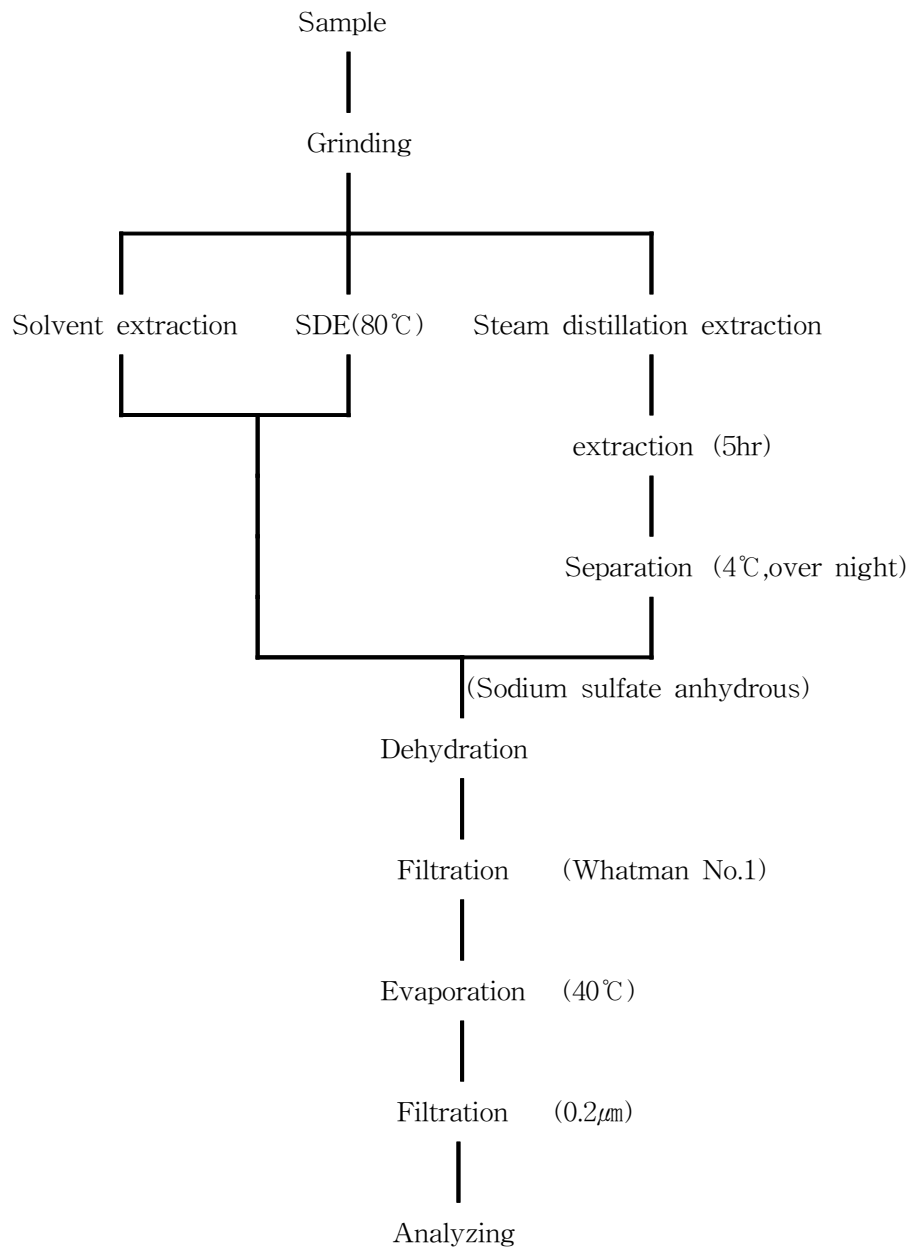 Sample
Grinding
Solvent extraction SDE(80℃) Steam distillation extraction
extraction (5hr)
Separation (4℃,over night)
(Sodium sulfate anhydrous)
Dehydration
Filtration (Whatman No.1)
Evaporation (40℃)
Filtration (0.2㎛)
Analyzing